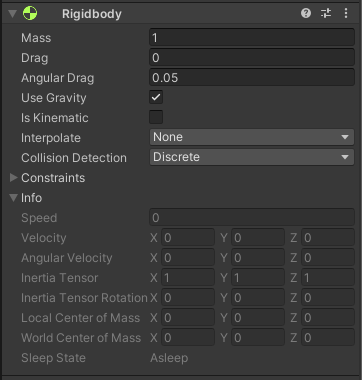 Rigidbody
Mass 1
Drag 0
Angular Drag 0.05
Use Gravity
Is Kinematic
Interpolate None
Collision Detection Discrete
Constraints
Info
Speed 0
Velocity X 0 Y 0 Z 0
Angular Velocity X 0 Y 0 Z 0
Inertia Tensor X 1 Y 1 Z 1
Inertia Tensor Rotation X 0 Y 0 Z 0
Local Center of Mass X 0 Y 0 Z 0
World Center of Mass X 0 Y 0 Z 0
Sleep State Asleep